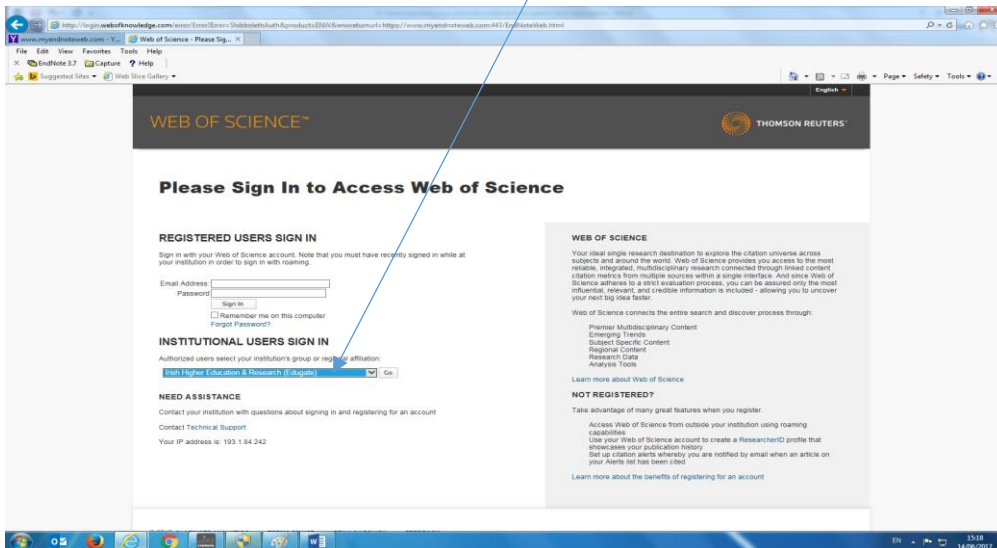 http://login.webofknowledge.com/error/Error?Error=ShibbolethAuth&products=ENW&emsreturnurl=https://www.myendnoteweb.com:443/EndNoteWeb.html
www.myendnoteweb.com - Y...
Web of Science - Please Sig...
File Edit View Favorites Tools Help
EndNote 3.7 Capture Help
Suggested Sites Web Slice Gallery
Page Safety Tools
English
WEB OF SCIENCE™
THOMSON REUTERS
Please Sign In to Access Web of Science
REGISTERED USERS SIGN IN
Sign in with your Web of Science account. Note that you must have recently signed in while at
your institution in order to sign in with roaming.
Email Address:
Password
Sign In
Remember me on this computer
Forgot Password?
INSTITUTIONAL USERS SIGN IN
Authorized users select your institution's group or regional affiliation:
Irish Higher Education & Research (Edugate)
Go
NEED ASSISTANCE
Contact your institution with questions about signing in and registering for an account
Contact Technical Support
Your IP address is: 193.1.84.242
WEB OF SCIENCE
Your ideal single research destination to explore the citation universe across
subjects and around the world. Web of Science provides you access to the most
reliable, integrated, multidisciplinary research connected through linked content
citation metrics from multiple sources within a single interface. And since Web of
Science adheres to a strict evaluation process, you can be assured only the most
influential, relevant, and credible information is included - allowing you to uncover
your next big idea faster.
Web of Science connects the entire search and discover process through:
Premier Multidisciplinary Content
Emerging Trends
Subject Specific Content
Regional Content
Research Data
Analysis Tools
Learn more about Web of Science
NOT REGISTERED?
Take advantage of many great features when you register.
Access Web of Science from outside your institution using roaming
capabilities
Use your Web of Science account to create a ResearcherID profile that
showcases your publication history
Set up citation alerts whereby you are notified by email when an article on
your Alerts list has been cited
Learn more about the benefits of registering for an account
EN
15:18
14/06/2017